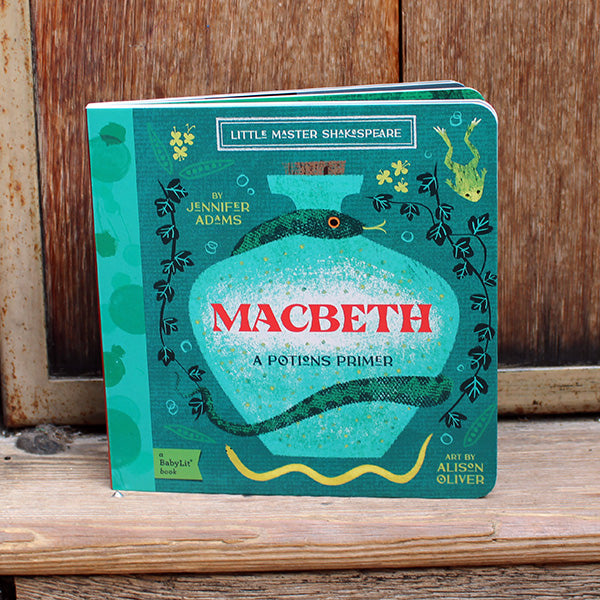 LITTLE MASTER SHAKESPEARE
BY
JENNIFER
ADAMS
MACBETH
A POTIONS PRIMER
a
BabyLit®
book
ART BY
ALISON
OLIVER